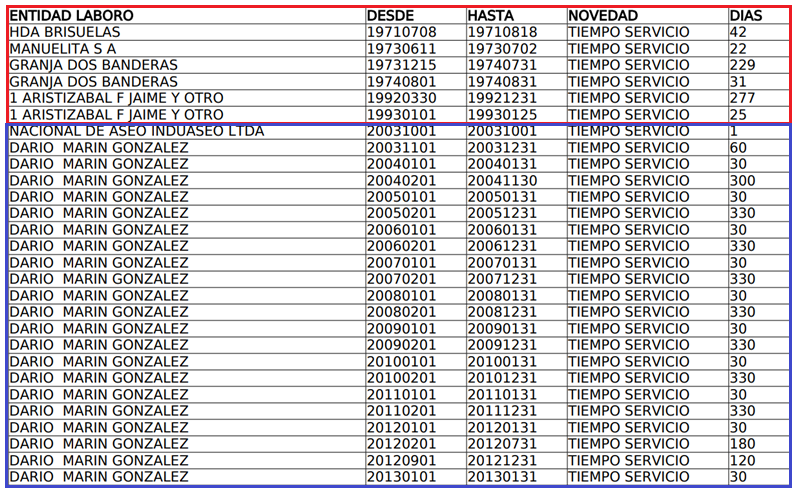 ENTIDAD LABORO DESDE HASTA NOVEDAD DIAS
HDA BRISUELAS 19710708 19710818 TIEMPO SERVICIO 42
MANUELITA S A 19730611 19730702 TIEMPO SERVICIO 22
GRANJA DOS BANDERAS 19731215 19740731 TIEMPO SERVICIO 229
GRANJA DOS BANDERAS 19740801 19740831 TIEMPO SERVICIO 31
1 ARISTIZABAL F JAIME Y OTRO 19920330 19921231 TIEMPO SERVICIO 277
1 ARISTIZABAL F JAIME Y OTRO 19930101 19930125 TIEMPO SERVICIO 25
NACIONAL DE ASEO INDUASEO LTDA 20031001 20031001 TIEMPO SERVICIO 1
DARIO MARIN GONZALEZ 20031101 20031231 TIEMPO SERVICIO 60
DARIO MARIN GONZALEZ 20040101 20040131 TIEMPO SERVICIO 30
DARIO MARIN GONZALEZ 20040201 20041130 TIEMPO SERVICIO 300
DARIO MARIN GONZALEZ 20050101 20050131 TIEMPO SERVICIO 30
DARIO MARIN GONZALEZ 20050201 20051231 TIEMPO SERVICIO 330
DARIO MARIN GONZALEZ 20060101 20060131 TIEMPO SERVICIO 30
DARIO MARIN GONZALEZ 20060201 20061231 TIEMPO SERVICIO 330
DARIO MARIN GONZALEZ 20070101 20070131 TIEMPO SERVICIO 30
DARIO MARIN GONZALEZ 20070201 20071231 TIEMPO SERVICIO 330
DARIO MARIN GONZALEZ 20080101 20080131 TIEMPO SERVICIO 30
DARIO MARIN GONZALEZ 20080201 20081231 TIEMPO SERVICIO 330
DARIO MARIN GONZALEZ 20090101 20090131 TIEMPO SERVICIO 30
DARIO MARIN GONZALEZ 20090201 20091231 TIEMPO SERVICIO 330
DARIO MARIN GONZALEZ 20100101 20100131 TIEMPO SERVICIO 30
DARIO MARIN GONZALEZ 20100201 20101231 TIEMPO SERVICIO 330
DARIO MARIN GONZALEZ 20110101 20110131 TIEMPO SERVICIO 30
DARIO MARIN GONZALEZ 20110201 20111231 TIEMPO SERVICIO 330
DARIO MARIN GONZALEZ 20120101 20120131 TIEMPO SERVICIO 30
DARIO MARIN GONZALEZ 20120201 20120731 TIEMPO SERVICIO 180
DARIO MARIN GONZALEZ 20120901 20121231 TIEMPO SERVICIO 120
DARIO MARIN GONZALEZ 20130101 20130131 TIEMPO SERVICIO 30